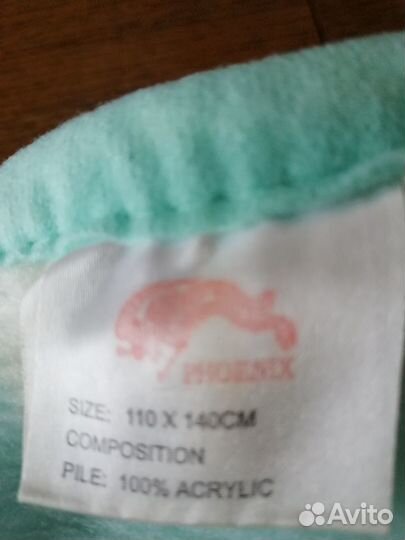 PHOENIX
SIZE: 110 X 140CM
COMPOSITION
PILE: 100% ACRYLIC
Avito